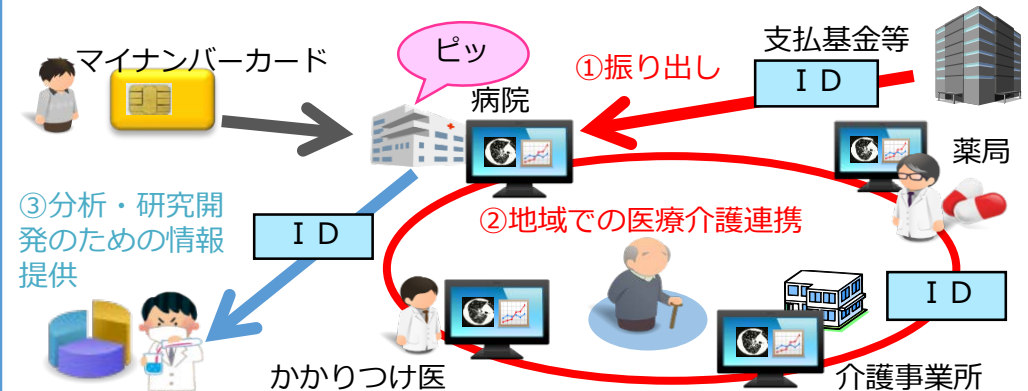 マイナンバーカード
ピッ
病院
支払基金等
①振り出し
ＩＤ
薬局
③分析・研究開
発のための情報
提供
ＩＤ
②地域での医療介護連携
ＩＤ
かかりつけ医
介護事業所